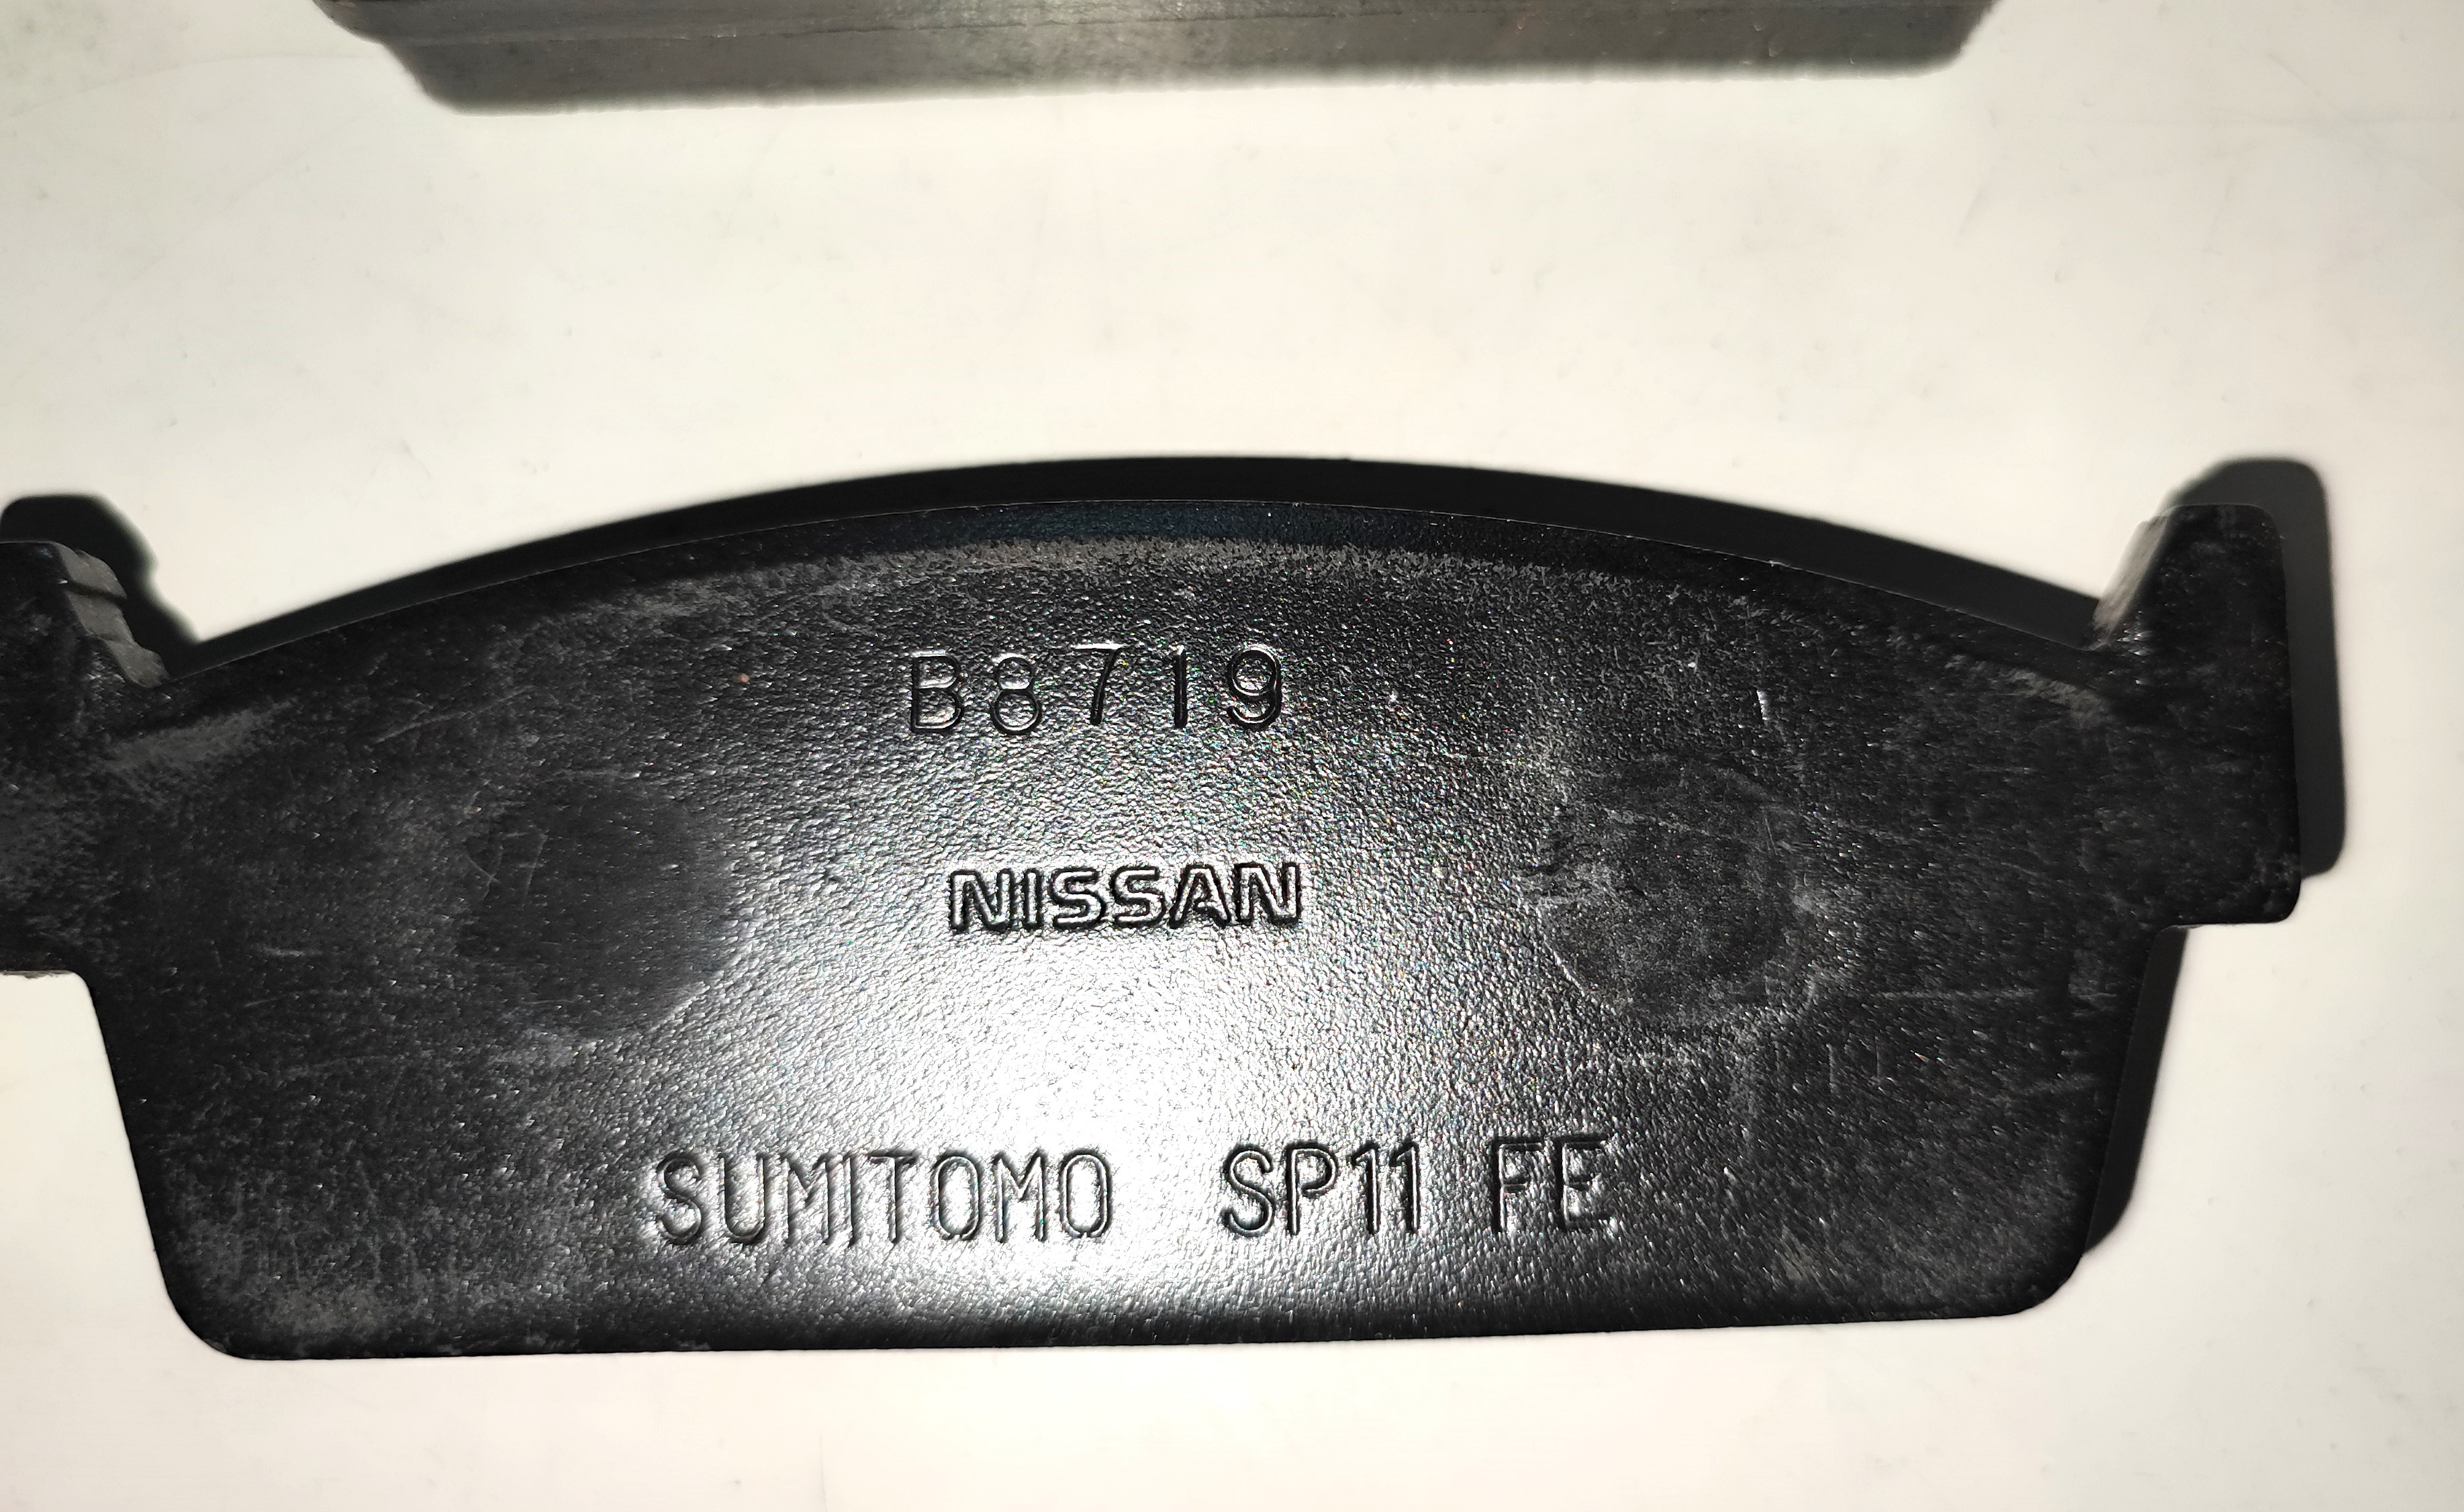 B8719
NISSAN
SUMITOMO SP11 FE